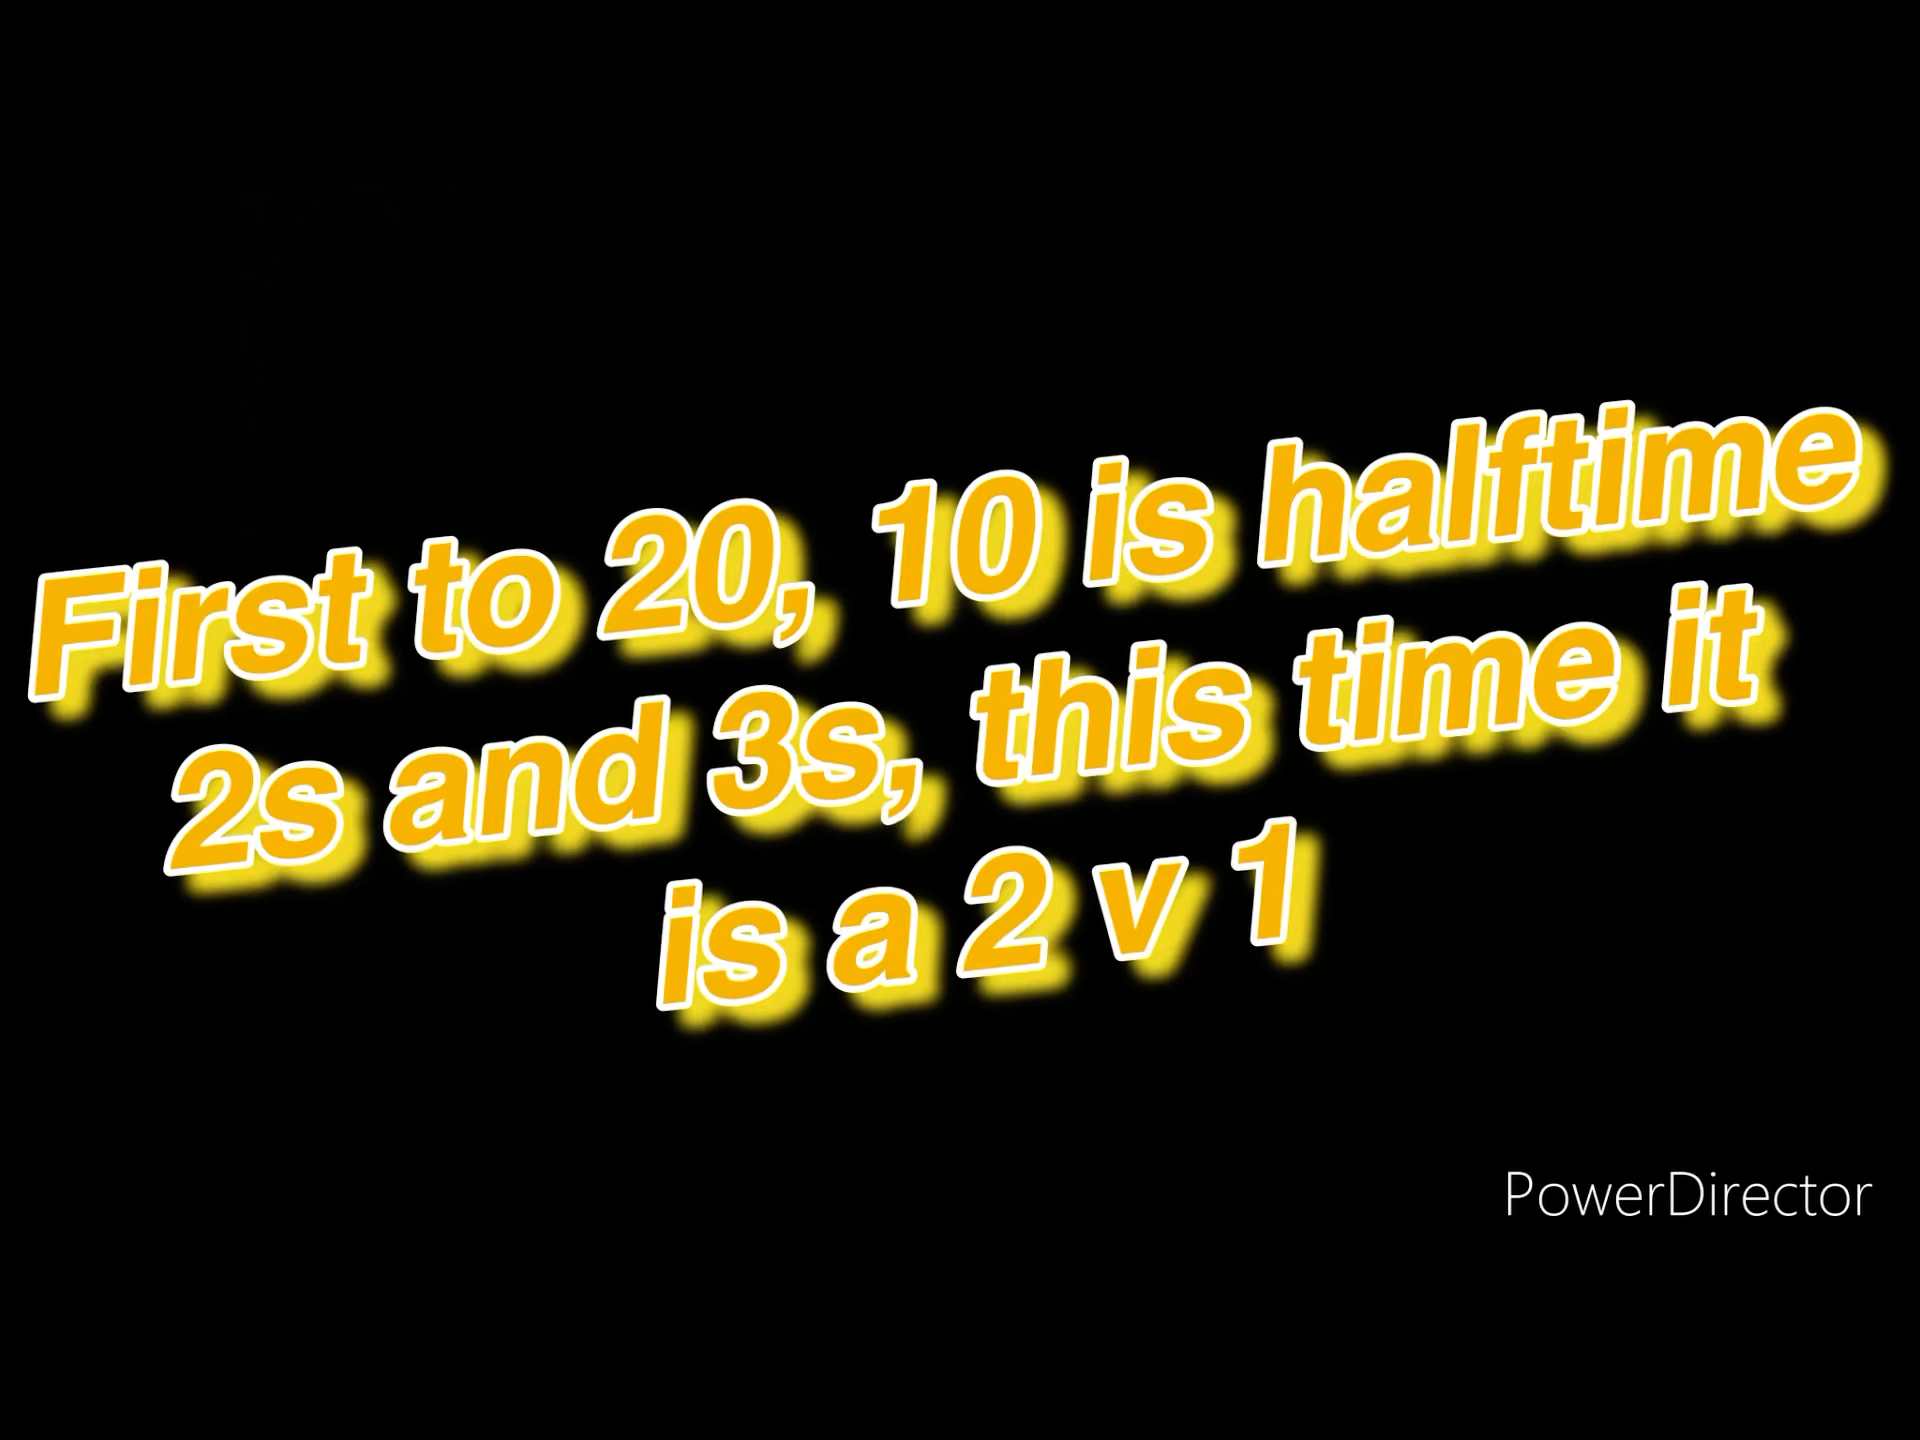 First to 20, 10 is halftime
2s and 3s, this time it
is a 2 v 1
PowerDirector